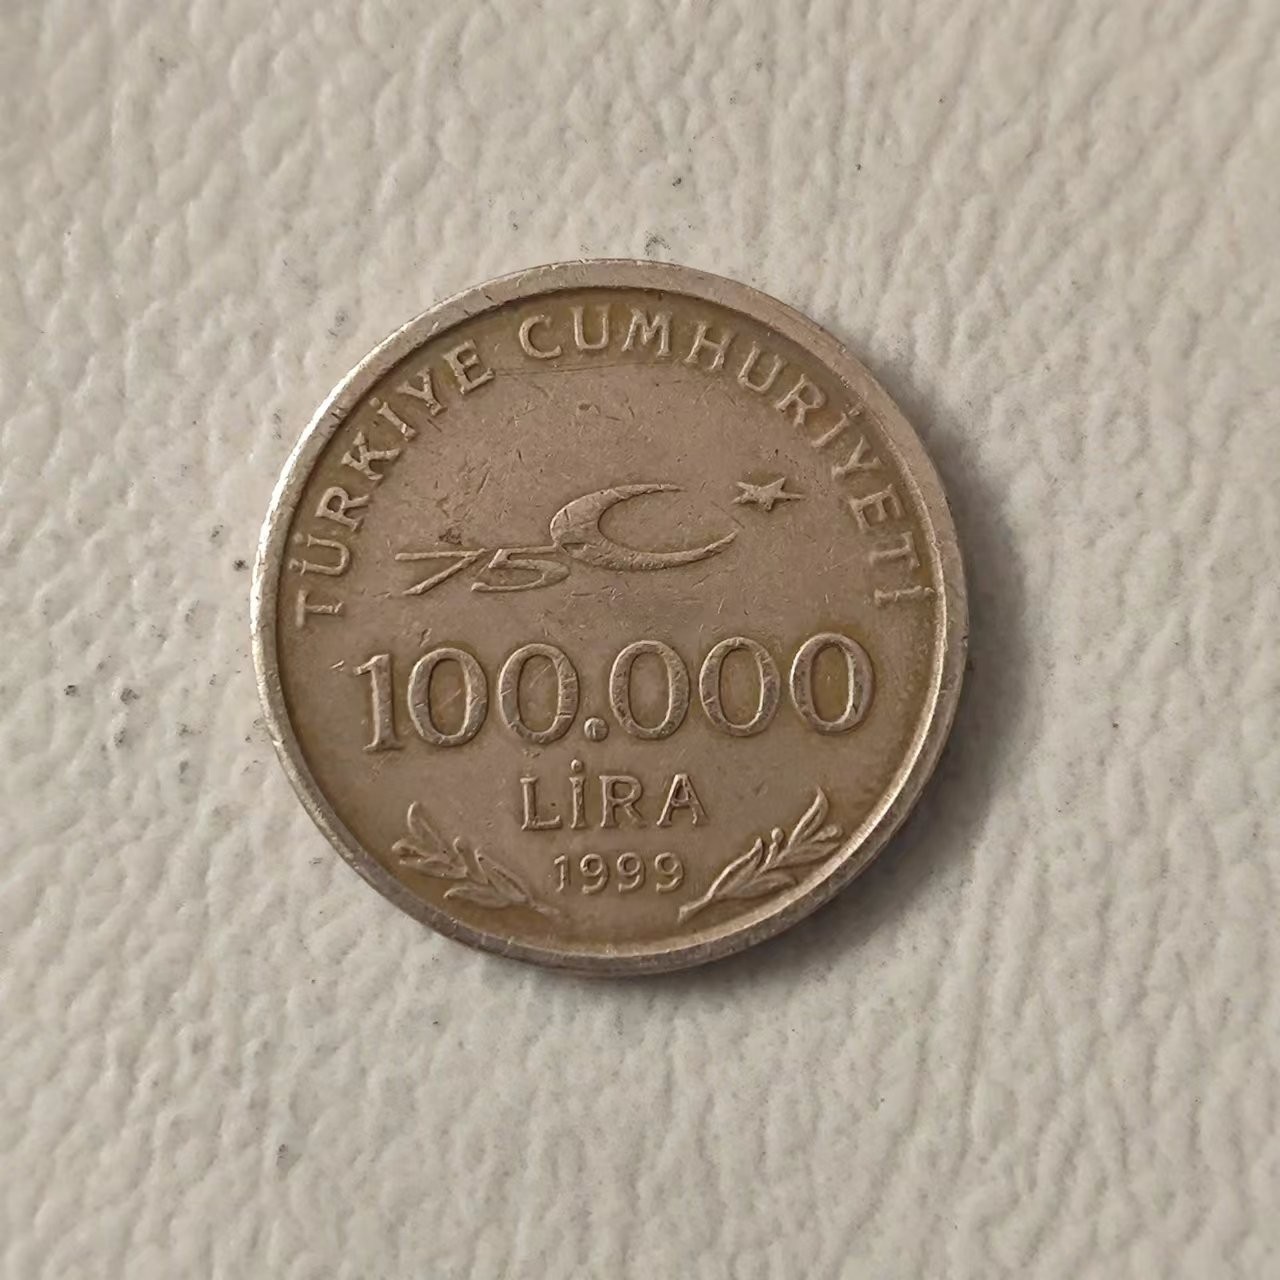 TÜRKİYE CUMHURİYETİ
75
100.000
LİRA
1999